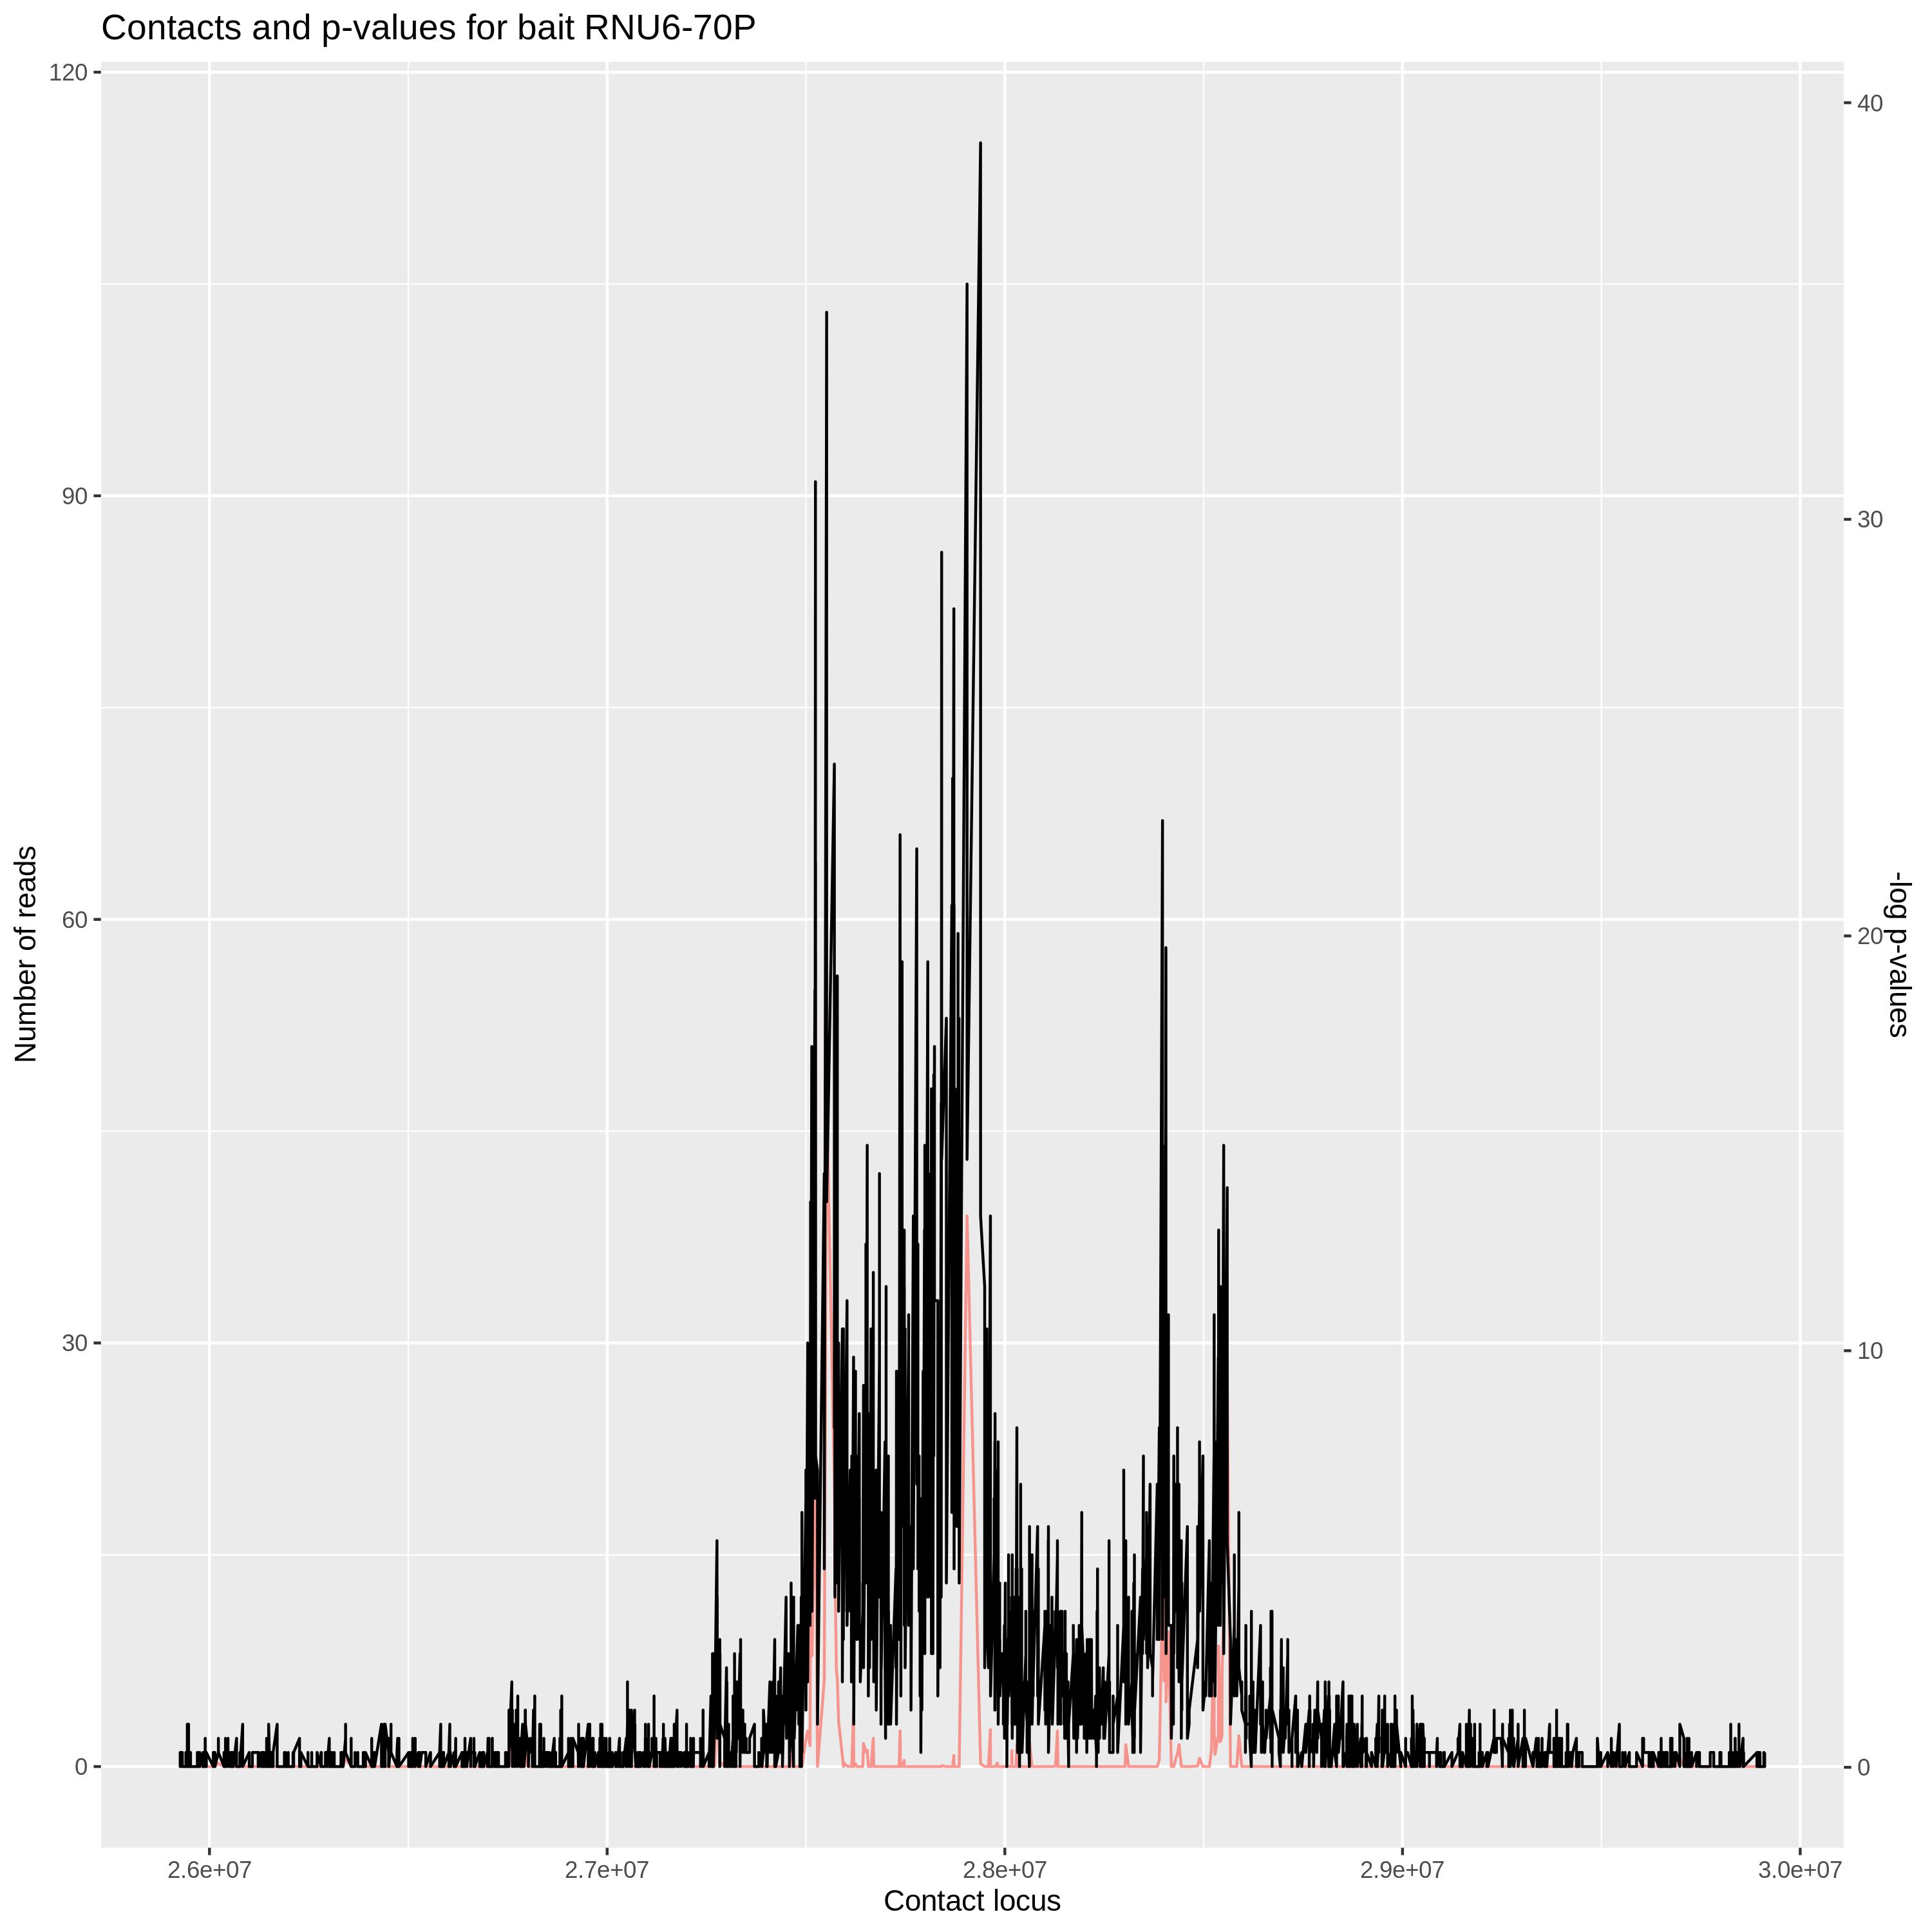 Contacts and p-values for bait RNU6-70P
120
90
60
30
0
Number of reads
40
30
20
10
0
-log p-values
2.6e+07
2.7e+07
2.8e+07
2.9e+07
3.0e+07
Contact locus